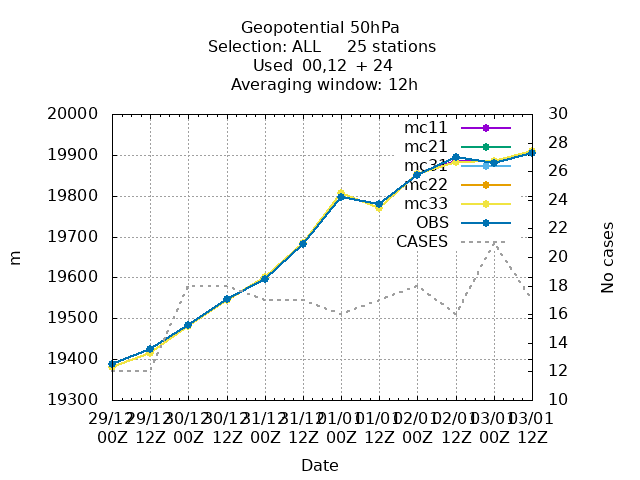 Geopotential 50hPa
Selection: ALL 25 stations
Used 00,12 + 24
Averaging window: 12h
20000
19900
19800
19700
19600
19500
19400
19300
m
30
28
26
24
22
20
18
16
14
12
10
No cases
mc11
mc21
mc31
mc22
mc33
OBS
CASES
29/12 29/12 30/12 30/12 31/12 31/12 01/01 01/01 02/01 02/01 03/01 03/01
00Z 12Z 00Z 12Z 00Z 12Z 00Z 12Z 00Z 12Z 00Z 12Z
Date